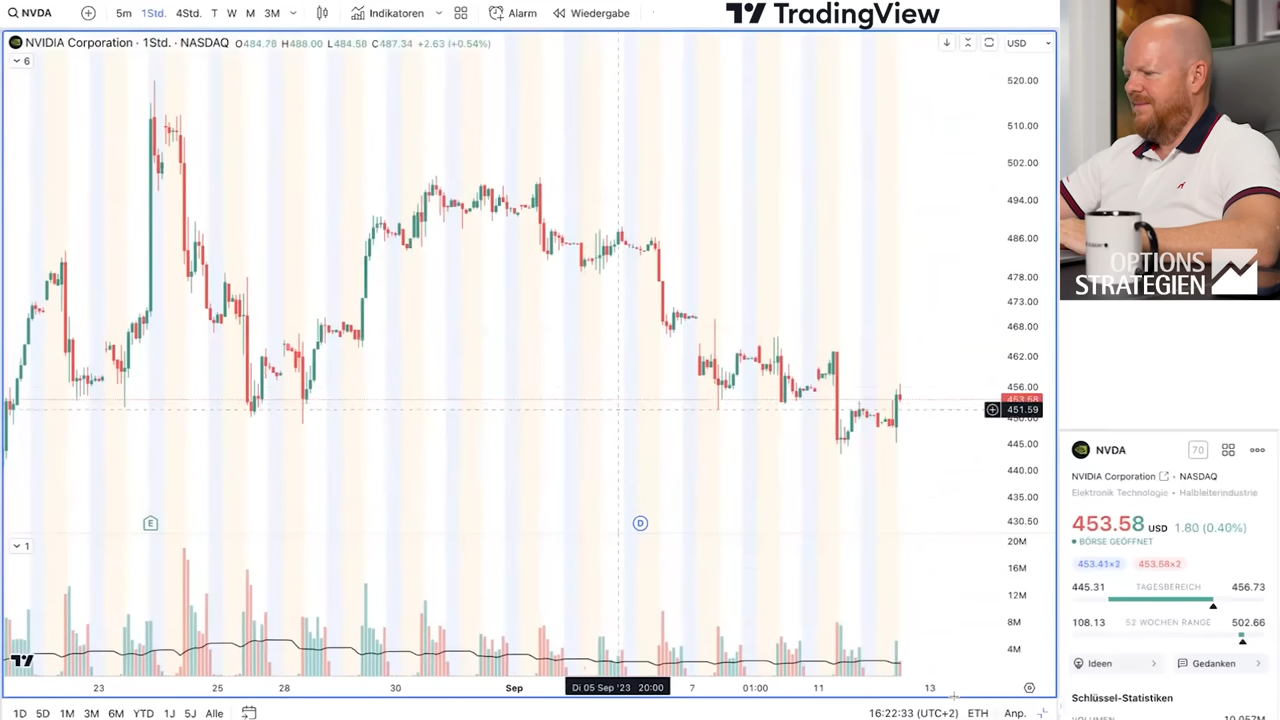 NVDA
5m 1Std. 4Std. T W M 3M
Indikatoren
Alarm
Wiedergabe
TradingView
NVIDIA Corporation · 1Std. · NASDAQ O484.78 H488.00 L484.58 C487.34 +2.63 (+0.54%)
USD
6
520.00
510.00
502.00
494.00
486.00
478.00
473.00
468.00
462.00
456.00
453.58
451.59
450.00
445.00
440.00
435.00
430.50
E
D
1
20M
16M
12M
8M
4M
23 25 28 30 Sep Di 05 Sep '23 20:00 7 01:00 11 13
1D 5D 1M 3M 6M YTD 1J 5J Alle
16:22:33 (UTC+2) ETH Anp.
OPTIONS
STRATEGIEN
NVDA
70
NVIDIA Corporation · NASDAQ
Elektronik Technologie • Halbleiterindustrie
453.58 USD 1.80 (0.40%)
BÖRSE GEÖFFNET
453.41×3 453.68×2
445.31 TAGESBEREICH 456.73
108.13 52 WOCHEN RANGE 502.66
Ideen
Gedanken
Schlüssel-Statistiken